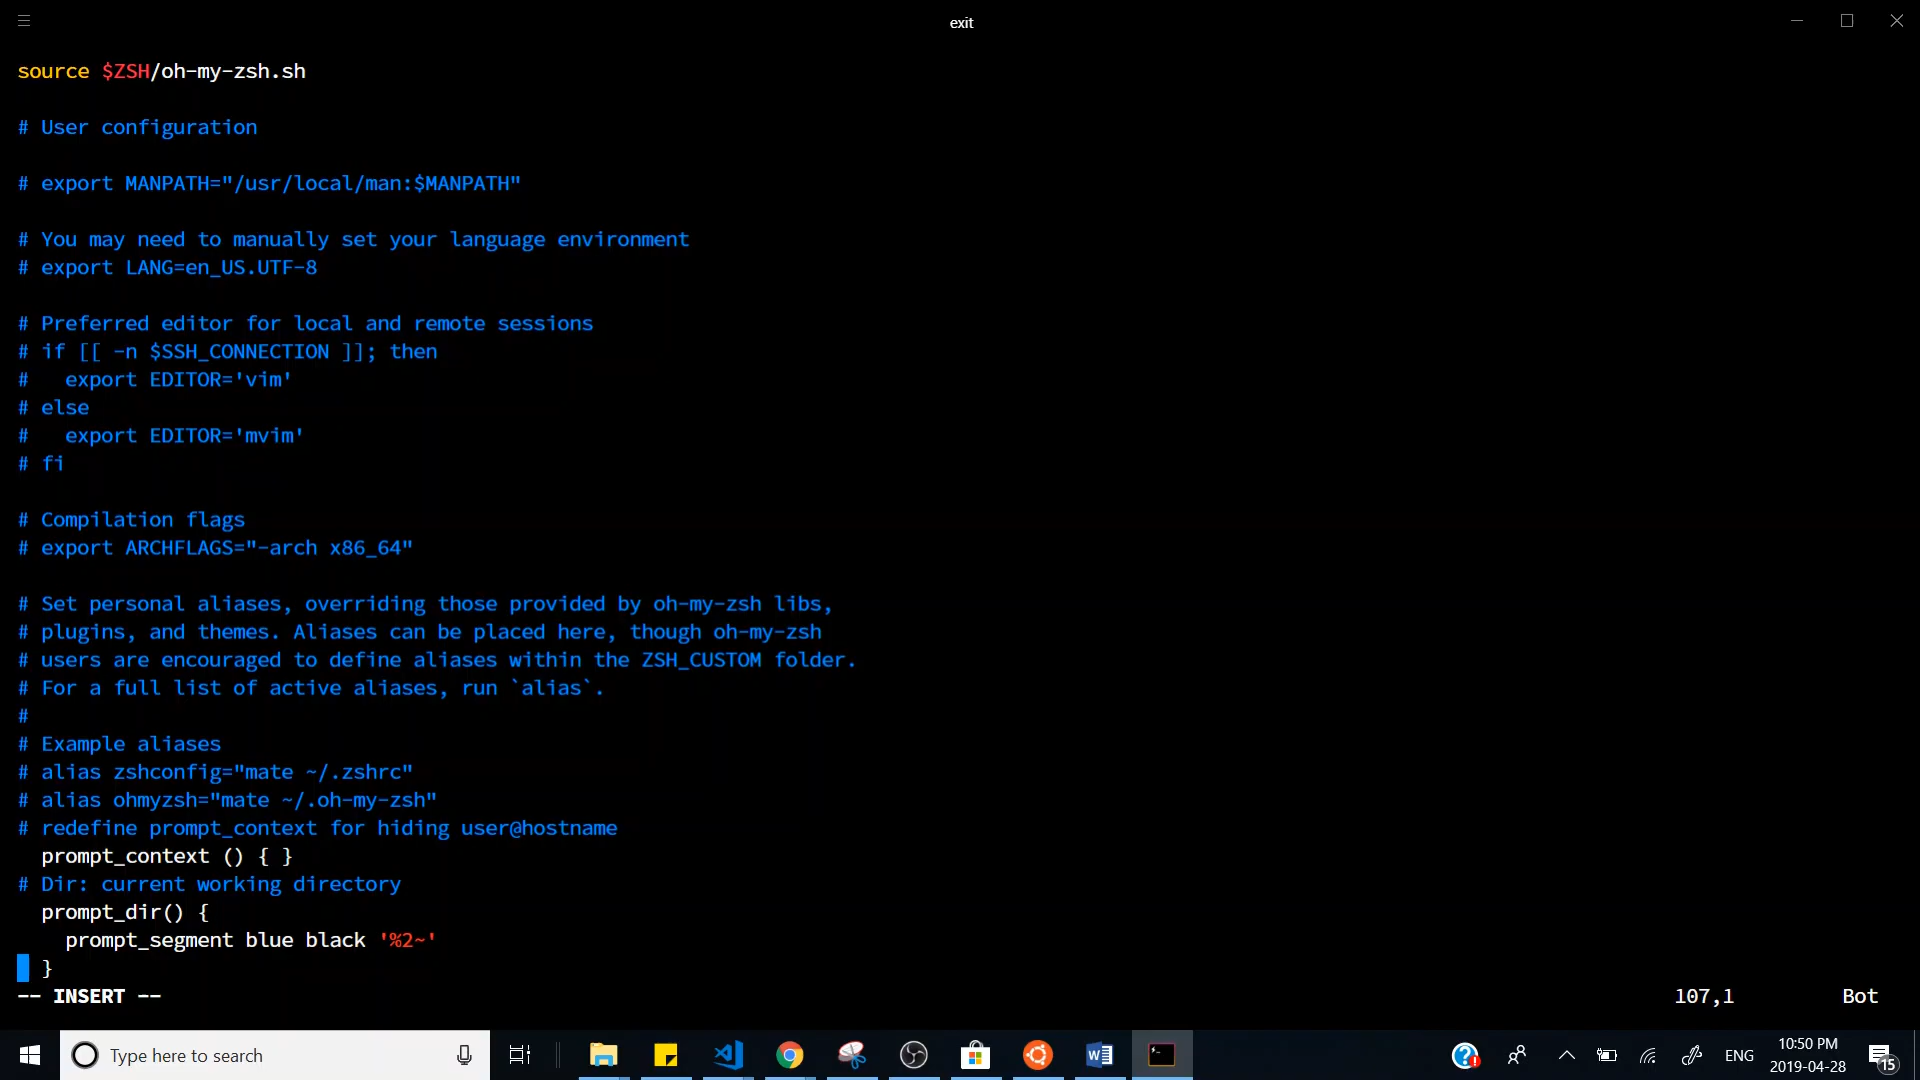 exit
source $ZSH/oh-my-zsh.sh
# User configuration
# export MANPATH="/usr/local/man:$MANPATH"
# You may need to manually set your language environment
# export LANG=en_US.UTF-8
# Preferred editor for local and remote sessions
# if [[ -n $SSH_CONNECTION ]]; then
#   export EDITOR='vim'
# else
#   export EDITOR='mvim'
# fi
# Compilation flags
# export ARCHFLAGS="-arch x86_64"
# Set personal aliases, overriding those provided by oh-my-zsh libs,
# plugins, and themes. Aliases can be placed here, though oh-my-zsh
# users are encouraged to define aliases within the ZSH_CUSTOM folder.
# For a full list of active aliases, run `alias`.
#
# Example aliases
# alias zshconfig="mate ~/.zshrc"
# alias ohmyzsh="mate ~/.oh-my-zsh"
# redefine prompt_context for hiding user@hostname
  prompt_context () { }
# Dir: current working directory
  prompt_dir() {
    prompt_segment blue black '%2~'
  }
-- INSERT -- 107,1 Bot
Type here to search ENG 10:50 PM
2019-04-28 15